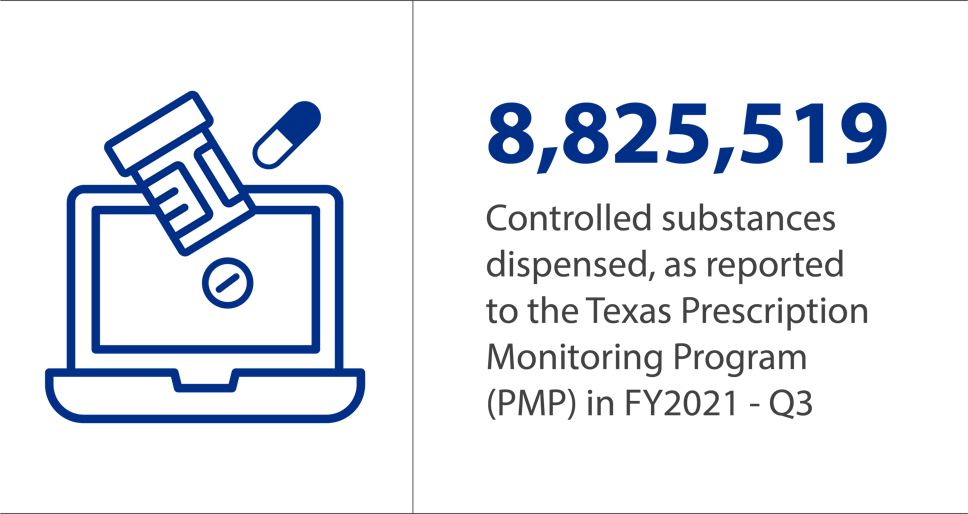 8,825,519
Controlled substances
dispensed, as reported
to the Texas Prescription
Monitoring Program
(PMP) in FY2021 - Q3